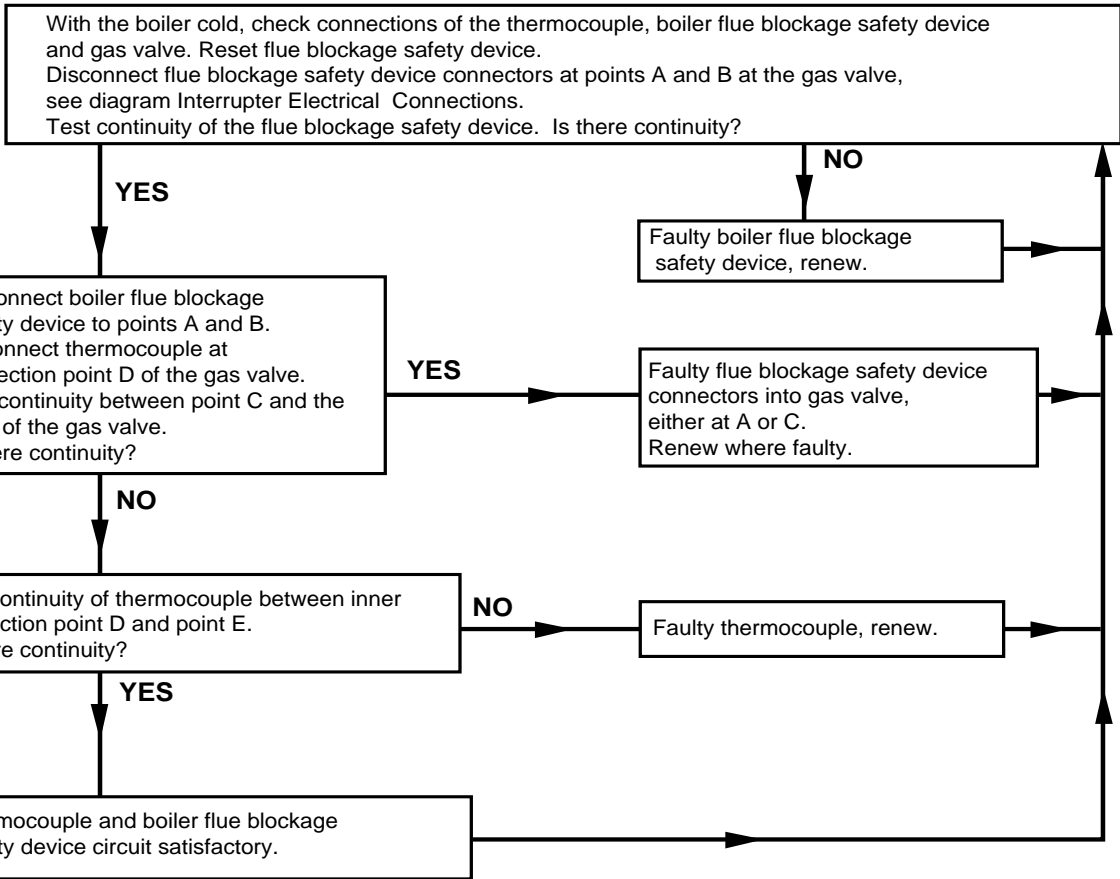 With the boiler cold, check connections of the thermocouple, boiler flue blockage safety device
and gas valve. Reset flue blockage safety device.
Disconnect flue blockage safety device connectors at points A and B at the gas valve,
see diagram Interrupter Electrical Connections.
Test continuity of the flue blockage safety device. Is there continuity?
NO
YES
Faulty boiler flue blockage
safety device, renew.
onnect boiler flue blockage
ty device to points A and B.
onnect thermocouple at
ection point D of the gas valve.
continuity between point C and the
of the gas valve.
ere continuity?
YES
Faulty flue blockage safety device
connectors into gas valve,
either at A or C.
Renew where faulty.
NO
ontinuity of thermocouple between inner
ction point D and point E.
re continuity?
NO
Faulty thermocouple, renew.
YES
mocouple and boiler flue blockage
ty device circuit satisfactory.